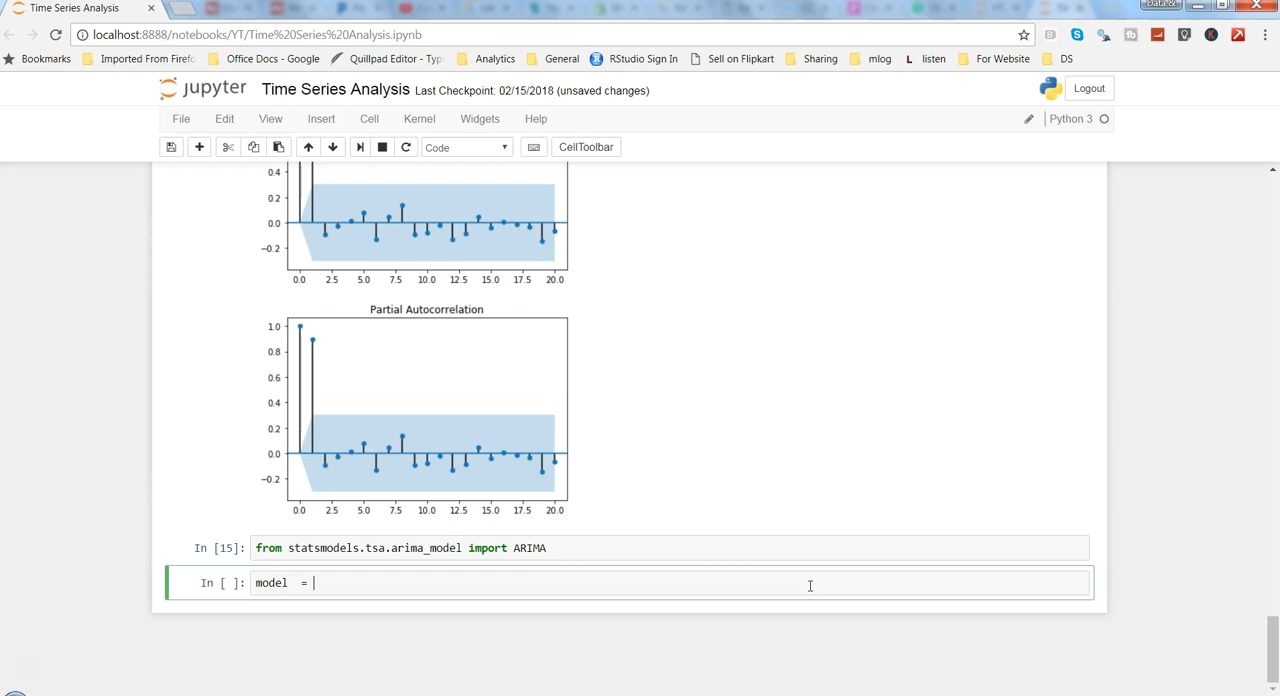 Time Series Analysis
Data &
localhost:8888/notebooks/YT/Time%20Series%20Analysis.ipynb
Bookmarks Imported From Firefo Office Docs - Google Quillpad Editor - Typi Analytics General RStudio Sign In Sell on Flipkart Sharing mlog listen For Website DS
jupyter Time Series Analysis Last Checkpoint: 02/15/2018 (unsaved changes) Logout
File Edit View Insert Cell Kernel Widgets Help Python 3
Code CellToolbar
0.4
0.2
0.0
−0.2
0.0 2.5 5.0 7.5 10.0 12.5 15.0 17.5 20.0
Partial Autocorrelation
1.0
0.8
0.6
0.4
0.2
0.0
−0.2
0.0 2.5 5.0 7.5 10.0 12.5 15.0 17.5 20.0
In [15]: from statsmodels.tsa.arima_model import ARIMA
In [ ]: model  =